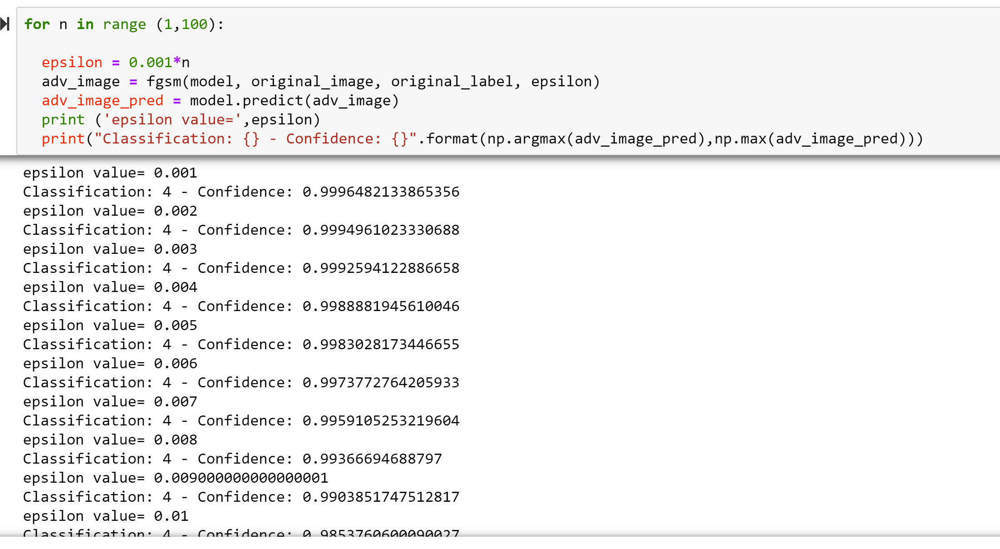 for n in range (1,100):
epsilon = 0.001*n
adv_image = fgsm(model, original_image, original_label, epsilon)
adv_image_pred = model.predict(adv_image)
print ('epsilon value=',epsilon)
print("Classification: {} - Confidence: {}".format(np.argmax(adv_image_pred),np.max(adv_image_pred)))
epsilon value= 0.001
Classification: 4 - Confidence: 0.9996482133865356
epsilon value= 0.002
Classification: 4 - Confidence: 0.9994961023330688
epsilon value= 0.003
Classification: 4 - Confidence: 0.9992594122886658
epsilon value= 0.004
Classification: 4 - Confidence: 0.9988881945610046
epsilon value= 0.005
Classification: 4 - Confidence: 0.9983028173446655
epsilon value= 0.006
Classification: 4 - Confidence: 0.9973772764205933
epsilon value= 0.007
Classification: 4 - Confidence: 0.9959105253219604
epsilon value= 0.008
Classification: 4 - Confidence: 0.99366694688797
epsilon value= 0.009000000000000001
Classification: 4 - Confidence: 0.9903851747512817
epsilon value= 0.01
Classification: 4 - Confidence: 0.9853760600090027